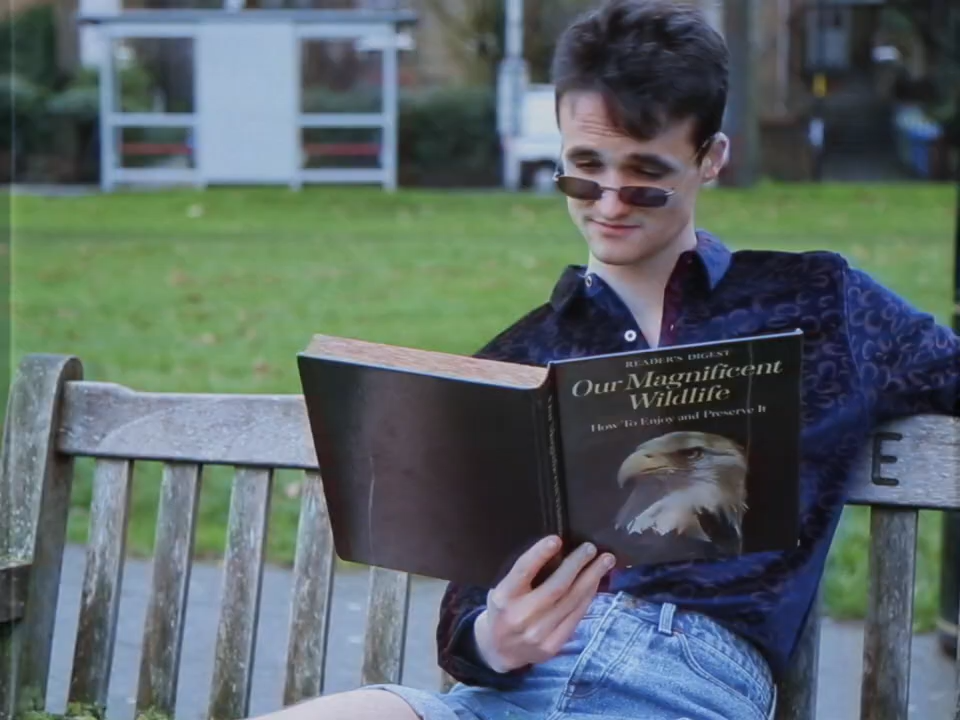 READER'S DIGEST
Our Magnificent
Wildlife
How To Enjoy and Preserve It
E